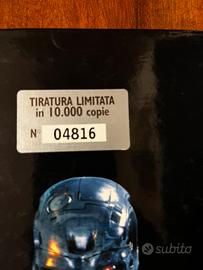 TIRATURA LIMITATA
in 10.000 copie
N° 04816
subito